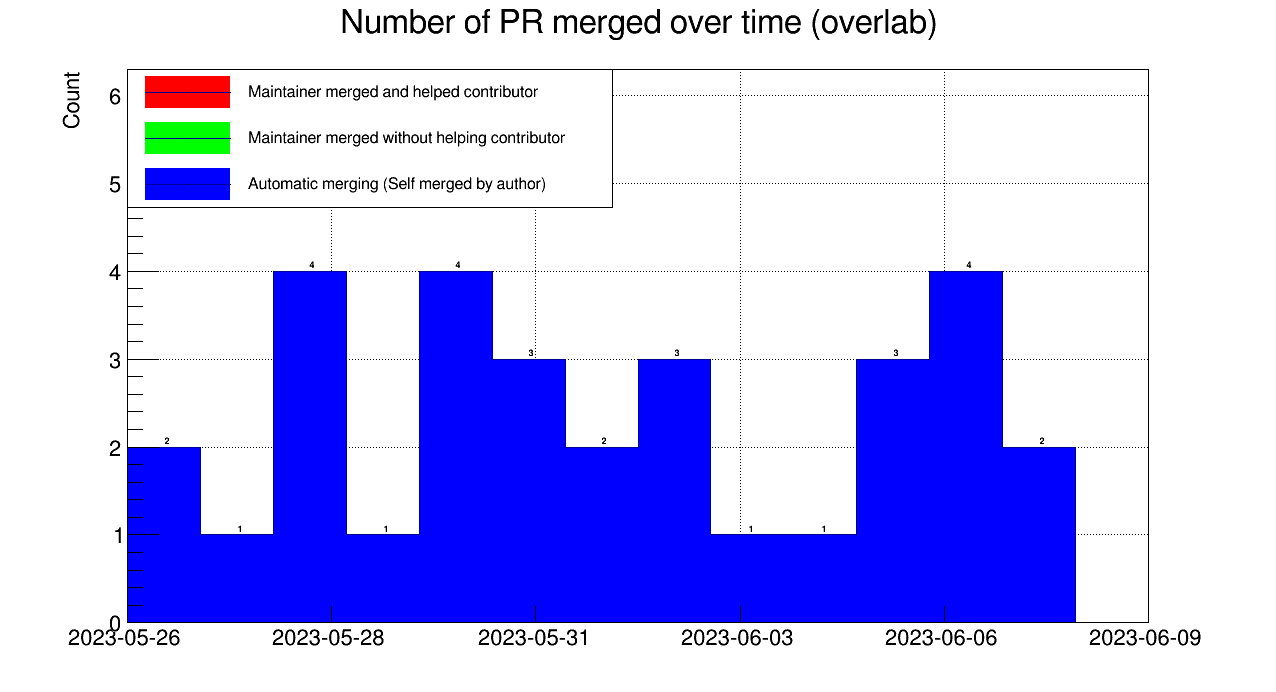 Number of PR merged over time (overlab)
Count
Maintainer merged and helped contributor
Maintainer merged without helping contributor
Automatic merging (Self merged by author)
6
5
4
3
2
1
0
2 1 4 1 4 3 2 3 1 1 3 4 2
2023-05-26 2023-05-28 2023-05-31 2023-06-03 2023-06-06 2023-06-09